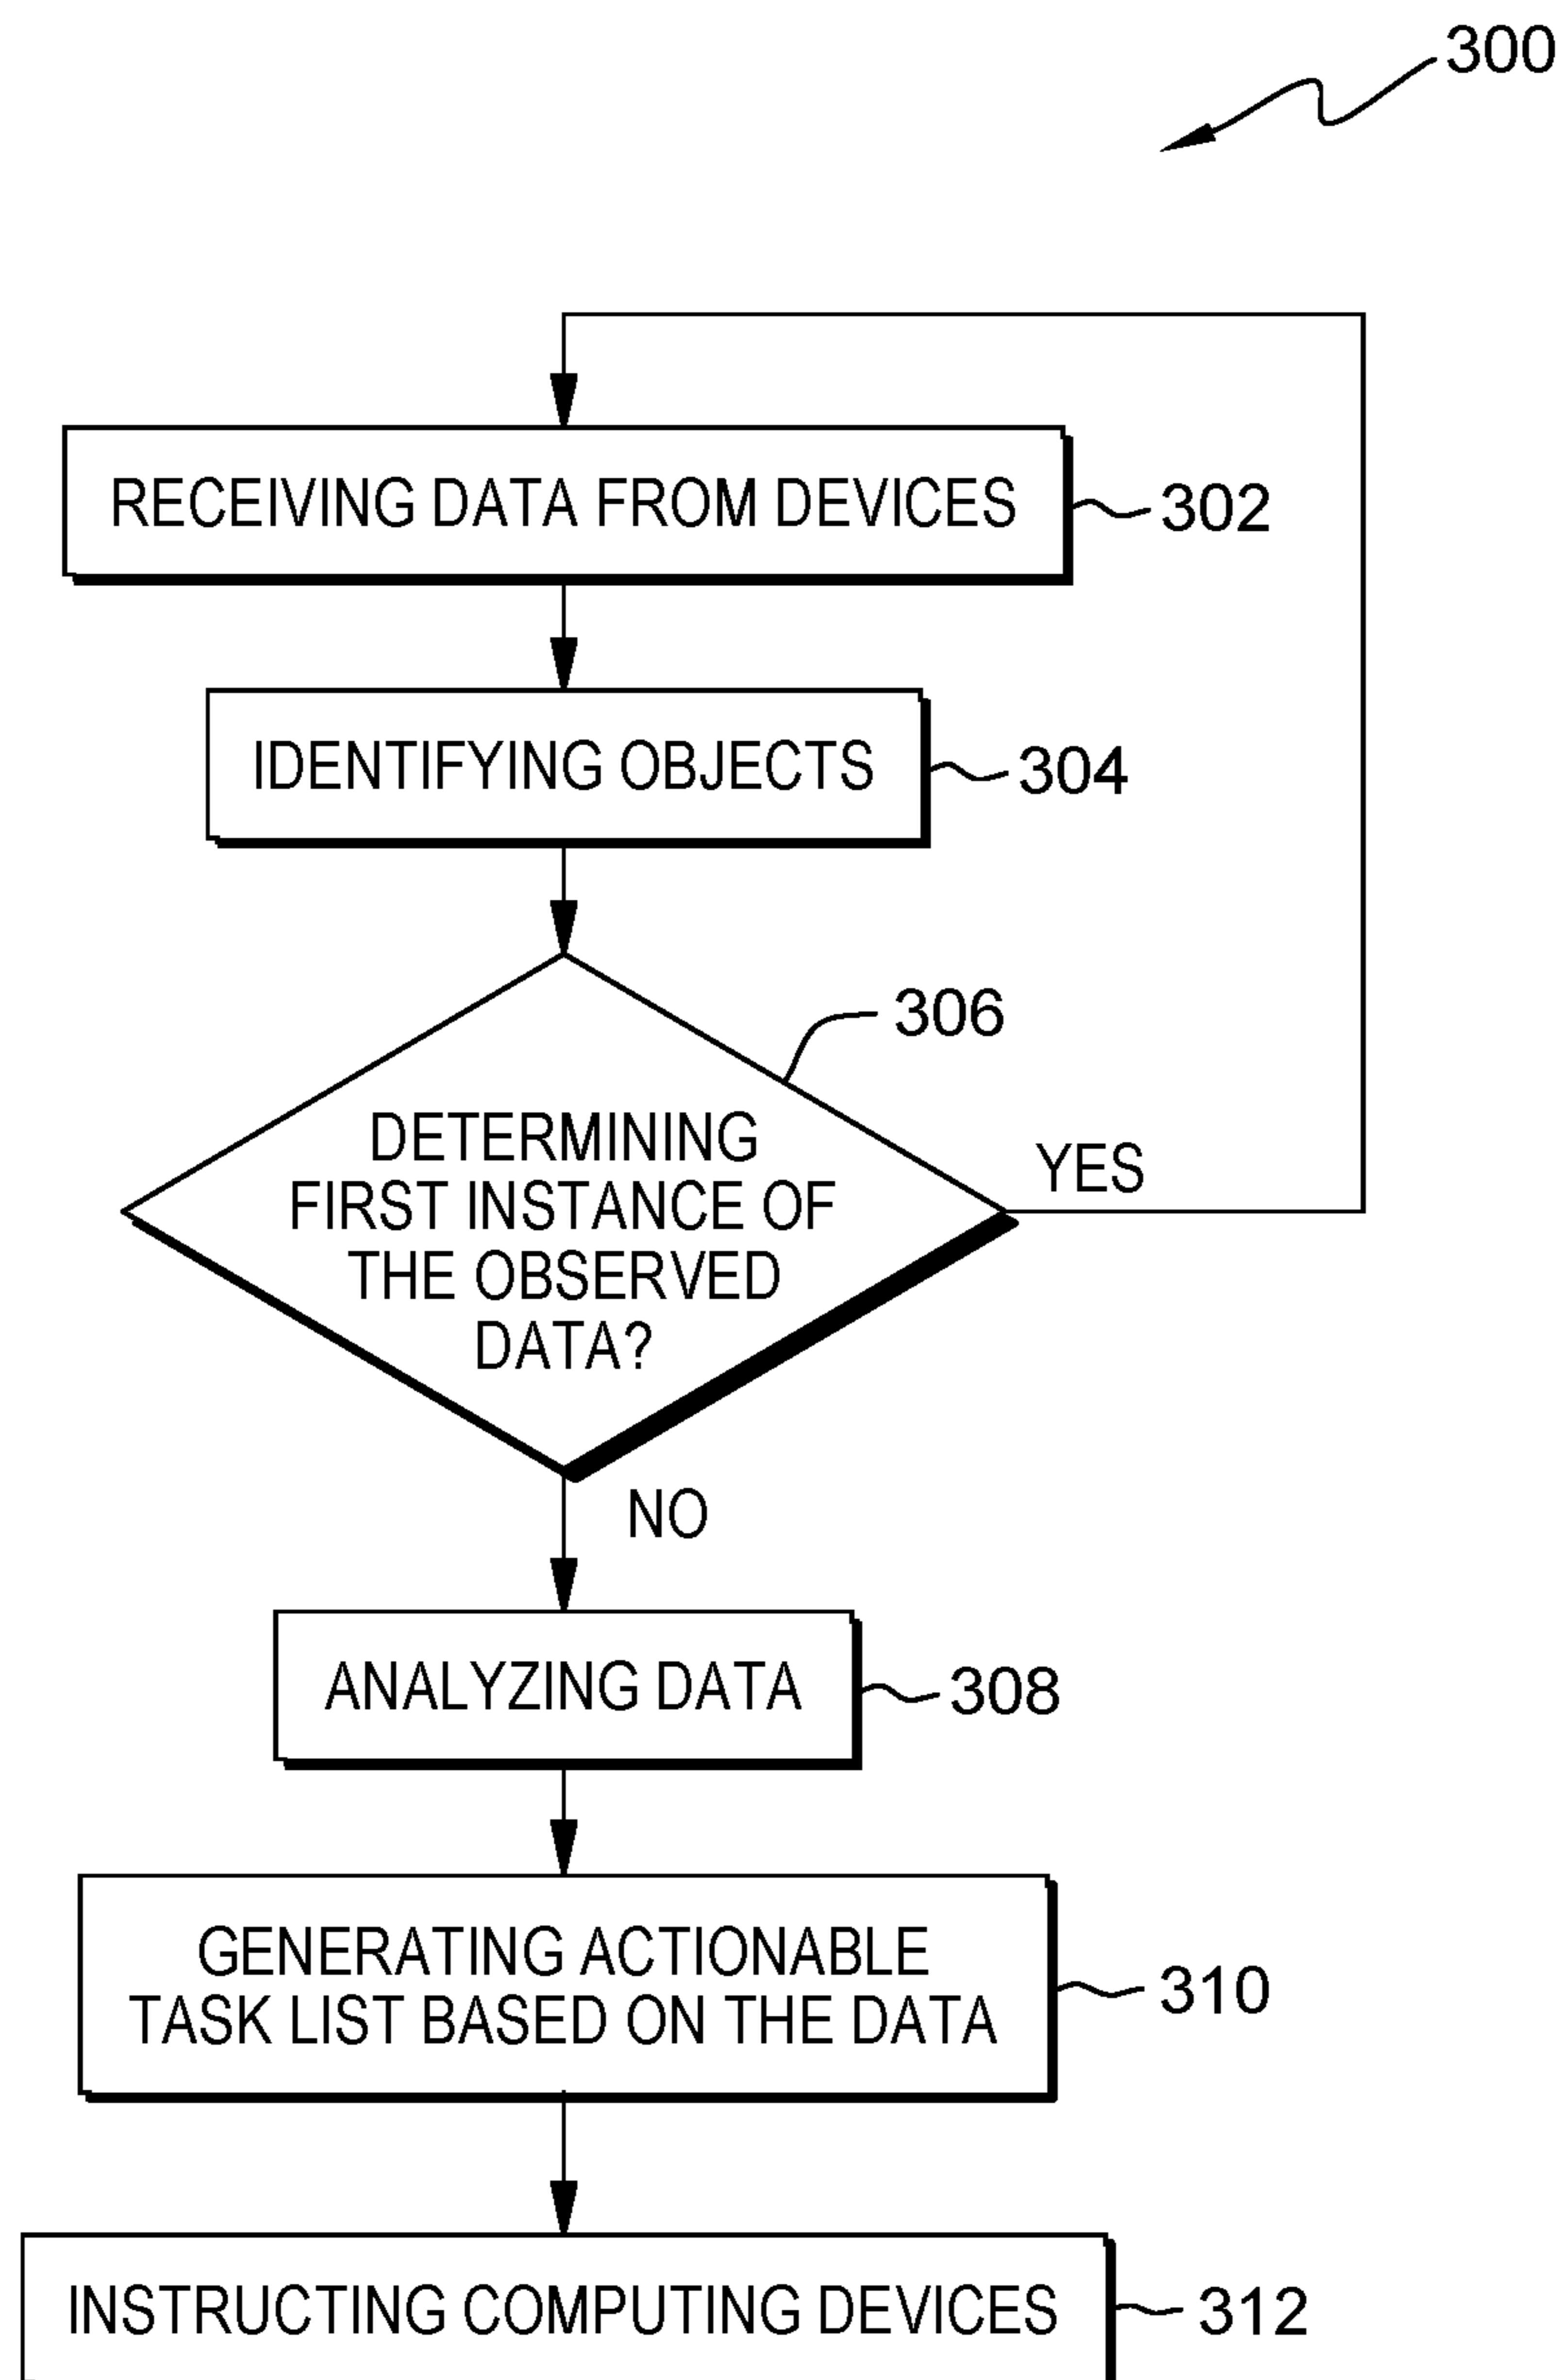 300
RECEIVING DATA FROM DEVICES
302
IDENTIFYING OBJECTS
304
306
DETERMINING
FIRST INSTANCE OF
THE OBSERVED
DATA?
YES
NO
ANALYZING DATA
308
GENERATING ACTIONABLE
TASK LIST BASED ON THE DATA
310
INSTRUCTING COMPUTING DEVICES
312